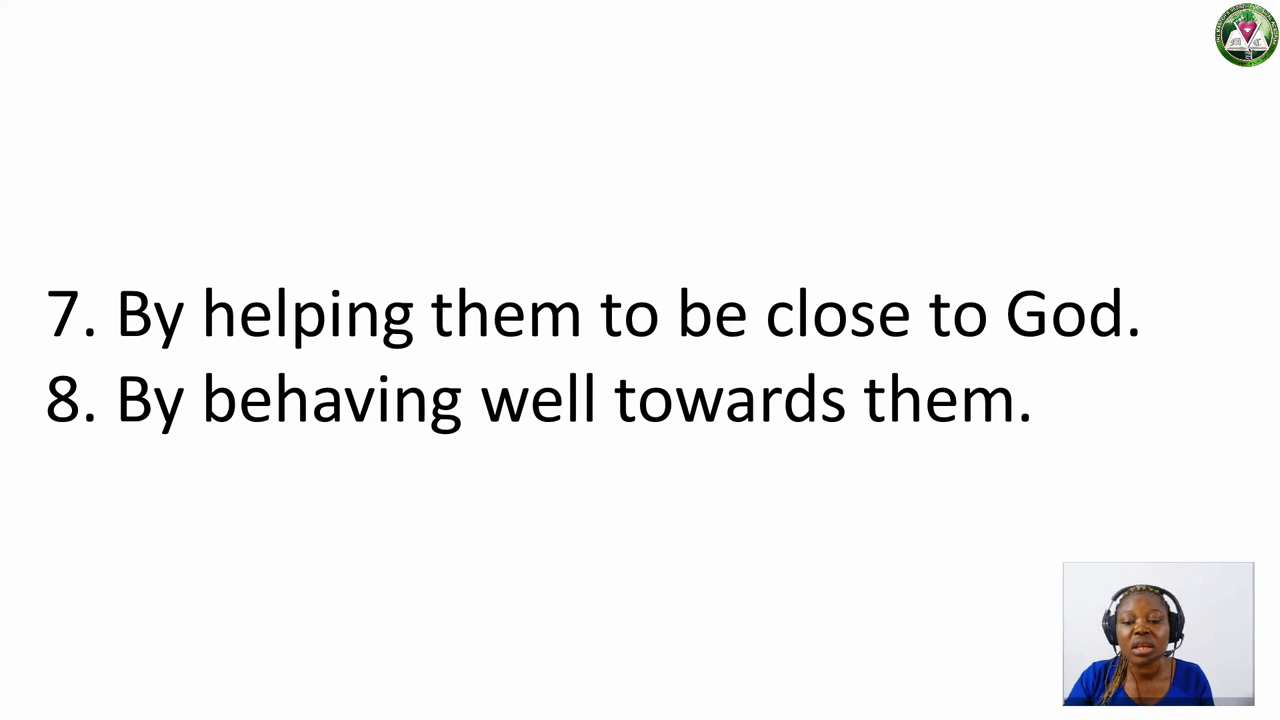 7. By helping them to be close to God.
8. By behaving well towards them.